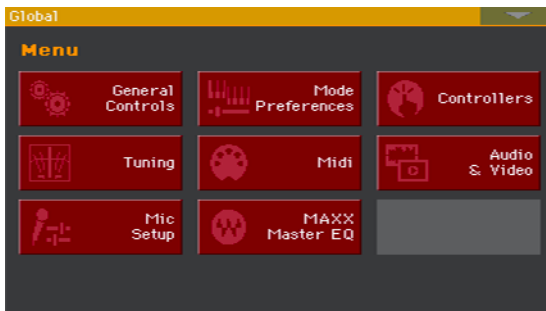 Global
Menu
General
Controls
Mode
Preferences
Controllers
Tuning
Midi
Audio
& Video
Mic
Setup
MAXX
Master EQ